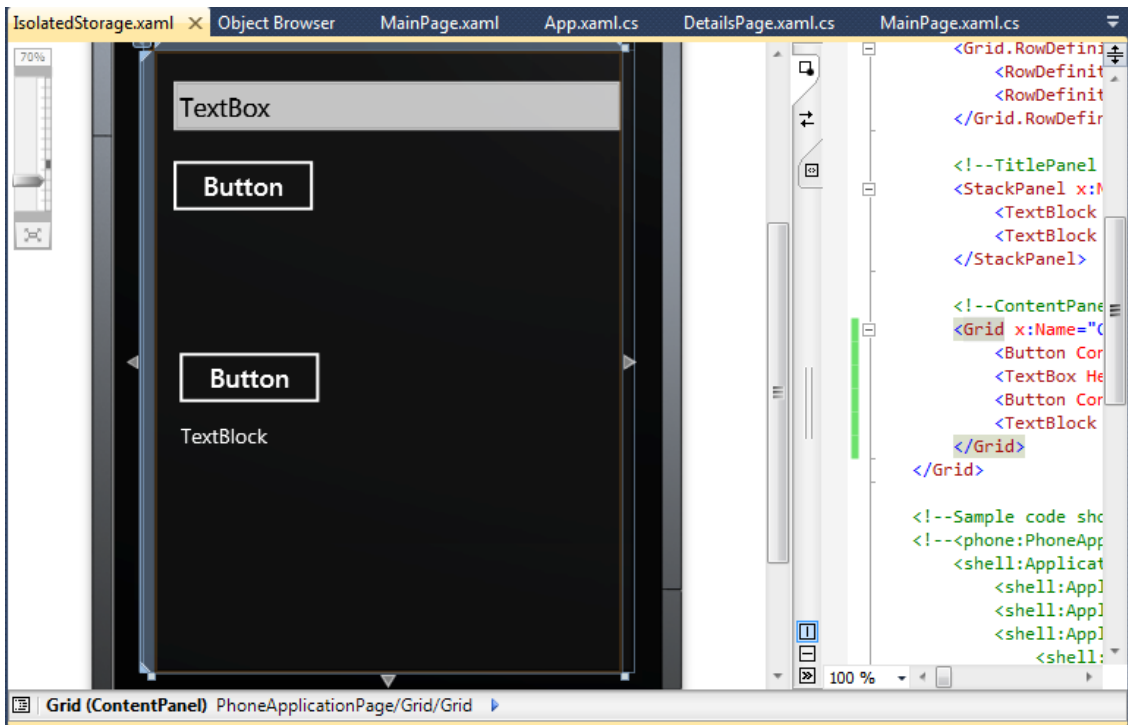 IsolatedStorage.xaml
Object Browser
MainPage.xaml
App.xaml.cs
DetailsPage.xaml.cs
MainPage.xaml.cs
70%
TextBox
Button
Button
TextBlock
<Grid.RowDefini
<RowDefinit
<RowDefinit
</Grid.RowDefir
<!--TitlePanel
<StackPanel x:N
<TextBlock
<TextBlock
</StackPanel>
<!--ContentPane
<Grid x:Name="C
<Button Cor
<TextBox He
<Button Cor
<TextBlock
</Grid>
</Grid>
<!--Sample code sho
<!--<phone:PhoneApp
<shell:Applicat
<shell:Appl
<shell:Appl
<shell:Appl
<shell:
100 %
Grid (ContentPanel) PhoneApplicationPage/Grid/Grid